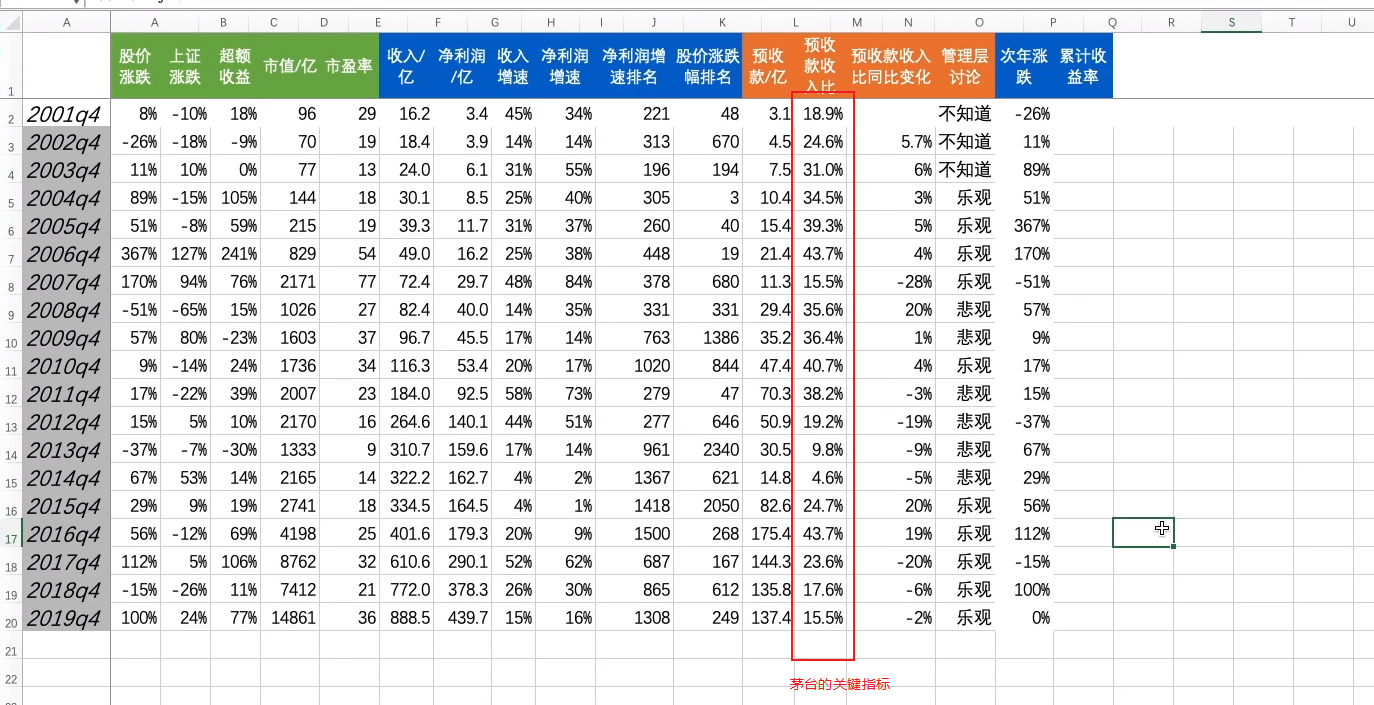 A A B C D E F G H I J K L M N O P Q R S T U
1 股价涨跌 上证涨跌 超额收益 市值/亿 市盈率 收入/亿 净利润/亿 收入增速 净利润增速 净利润增速排名 股价涨跌幅排名 预收款/亿 预收款收入比 预收款收入比同比变化 管理层讨论 次年涨跌 累计收益率
2 2001q4 8% -10% 18% 96 29 16.2 3.4 45% 34% 221 48 3.1 18.9% 不知道 -26%
3 2002q4 -26% -18% -9% 70 19 18.4 3.9 14% 14% 313 670 4.5 24.6% 5.7% 不知道 11%
4 2003q4 11% 10% 0% 77 13 24.0 6.1 31% 55% 196 194 7.5 31.0% 6% 不知道 89%
5 2004q4 89% -15% 105% 144 18 30.1 8.5 25% 40% 305 3 10.4 34.5% 3% 乐观 51%
6 2005q4 51% -8% 59% 215 19 39.3 11.7 31% 37% 260 40 15.4 39.3% 5% 乐观 367%
7 2006q4 367% 127% 241% 829 54 49.0 16.2 25% 38% 448 19 21.4 43.7% 4% 乐观 170%
8 2007q4 170% 94% 76% 2171 77 72.4 29.7 48% 84% 378 680 11.3 15.5% -28% 乐观 -51%
9 2008q4 -51% -65% 15% 1026 27 82.4 40.0 14% 35% 331 331 29.4 35.6% 20% 悲观 57%
10 2009q4 57% 80% -23% 1603 37 96.7 45.5 17% 14% 763 1386 35.2 36.4% 1% 悲观 9%
11 2010q4 9% -14% 24% 1736 34 116.3 53.4 20% 17% 1020 844 47.4 40.7% 4% 乐观 17%
12 2011q4 17% -22% 39% 2007 23 184.0 92.5 58% 73% 279 47 70.3 38.2% -3% 悲观 15%
13 2012q4 15% 5% 10% 2170 16 264.6 140.1 44% 51% 277 646 50.9 19.2% -19% 悲观 -37%
14 2013q4 -37% -7% -30% 1333 9 310.7 159.6 17% 14% 961 2340 30.5 9.8% -9% 悲观 67%
15 2014q4 67% 53% 14% 2165 14 322.2 162.7 4% 2% 1367 621 14.8 4.6% -5% 悲观 29%
16 2015q4 29% 9% 19% 2741 18 334.5 164.5 4% 1% 1418 2050 82.6 24.7% 20% 乐观 56%
17 2016q4 56% -12% 69% 4198 25 401.6 179.3 20% 9% 1500 268 175.4 43.7% 19% 乐观 112%
18 2017q4 112% 5% 106% 8762 32 610.6 290.1 52% 62% 687 167 144.3 23.6% -20% 乐观 -15%
19 2018q4 -15% -26% 11% 7412 21 772.0 378.3 26% 30% 865 612 135.8 17.6% -6% 乐观 100%
20 2019q4 100% 24% 77% 14861 36 888.5 439.7 15% 16% 1308 249 137.4 15.5% -2% 乐观 0%
21
22
茅台的关键指标